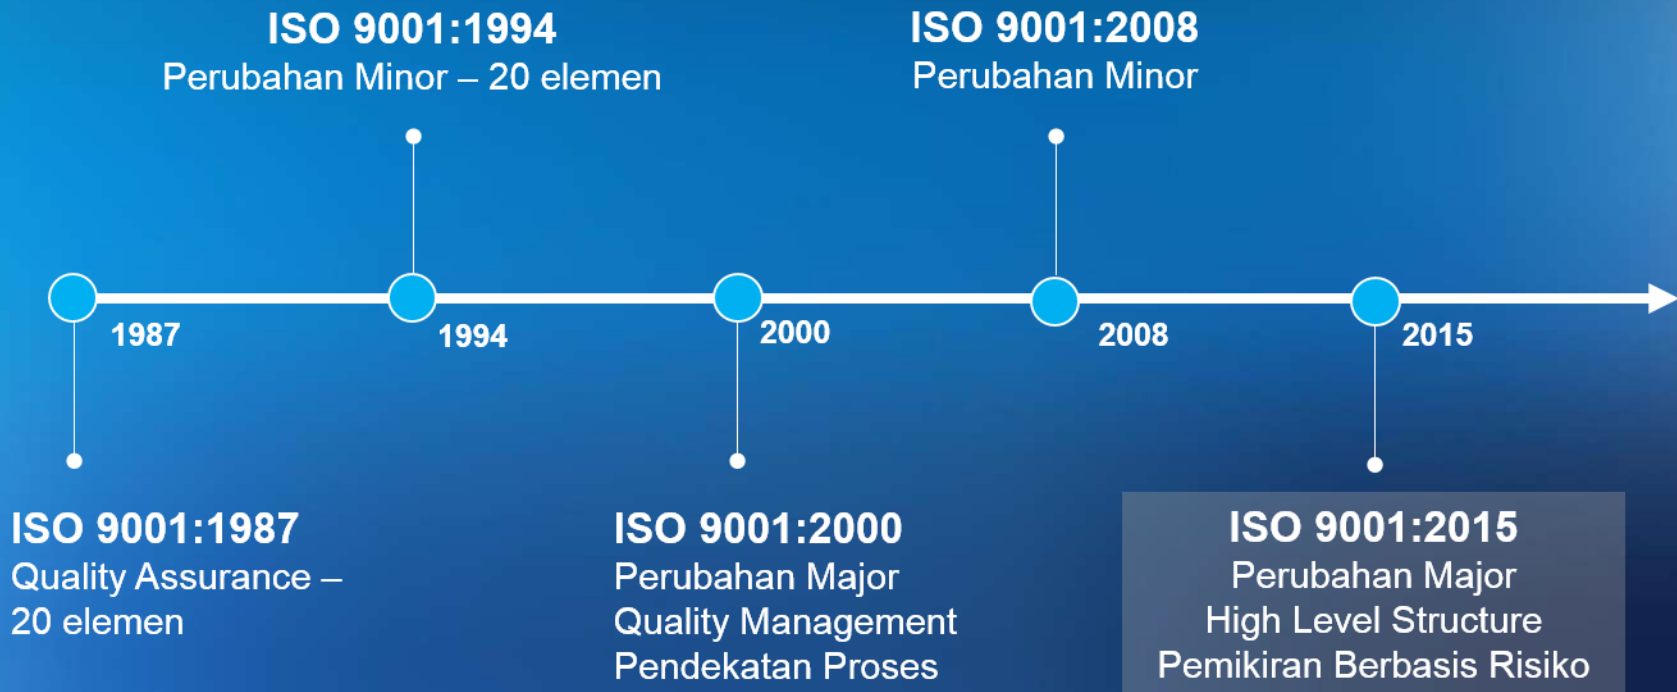 ISO 9001:1994
Perubahan Minor – 20 elemen
ISO 9001:2008
Perubahan Minor
1987
1994
2000
2008
2015
ISO 9001:1987
Quality Assurance –
20 elemen
ISO 9001:2000
Perubahan Major
Quality Management
Pendekatan Proses
ISO 9001:2015
Perubahan Major
High Level Structure
Pemikiran Berbasis Risiko